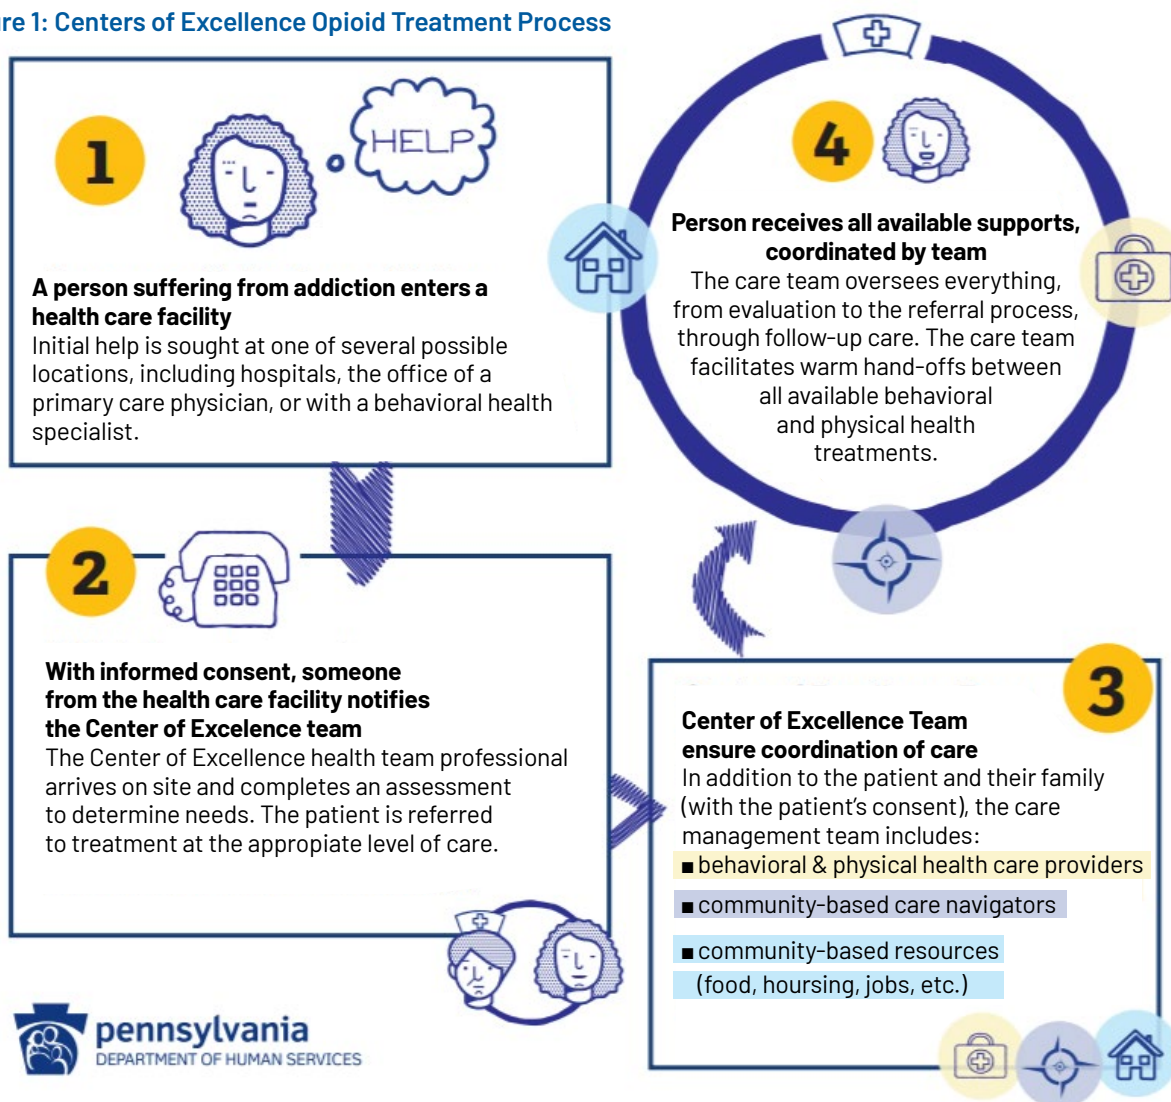 re 1: Centers of Excellence Opioid Treatment Process
1
HELP
A person suffering from addiction enters a
health care facility
Initial help is sought at one of several possible
locations, including hospitals, the office of a
primary care physician, or with a behavioral health
specialist.
2
With informed consent, someone
from the health care facility notifies
the Center of Excelence team
The Center of Excellence health team professional
arrives on site and completes an assessment
to determine needs. The patient is referred
to treatment at the appropiate level of care.
3
Center of Excellence Team
ensure coordination of care
In addition to the patient and their family
(with the patient's consent), the care
management team includes:
■ behavioral & physical health care providers
■ community-based care navigators
■ community-based resources
(food, hoursing, jobs, etc.)
4
Person receives all available supports,
coordinated by team
The care team oversees everything,
from evaluation to the referral process,
through follow-up care. The care team
facilitates warm hand-offs between
all available behavioral
and physical health
treatments.
pennsylvania
DEPARTMENT OF HUMAN SERVICES